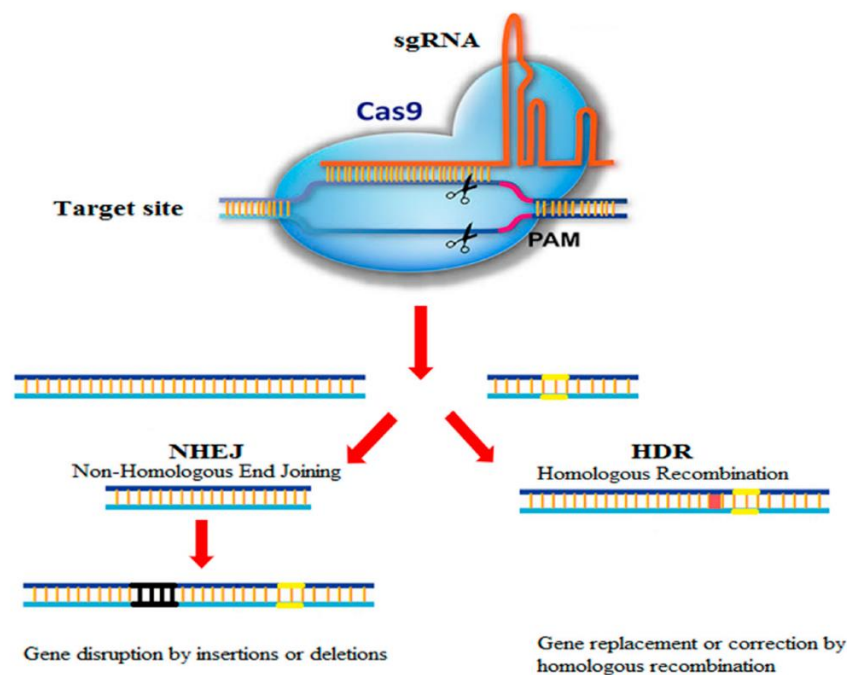 sgRNA
Cas9
Target site
PAM
NHEJ
Non-Homologous End Joining
HDR
Homologous Recombination
Gene disruption by insertions or deletions
Gene replacement or correction by
homologous recombination